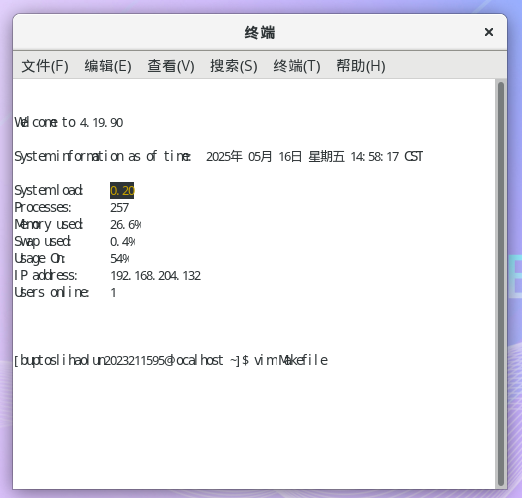 终端
文件(F) 编辑(E) 查看(V) 搜索(S) 终端(T) 帮助(H)
Welcome to 4.19.90
System information as of time: 2025年 05月 16日 星期五 14:58:17 CST
System load: 0.20
Processes: 257
Memory used: 26.6%
Swap used: 0.4%
Usage On: 54%
IP address: 192.168.204.132
Users online: 1
[buptoslihaolun2023211595@localhost ~]$ vim Makefile